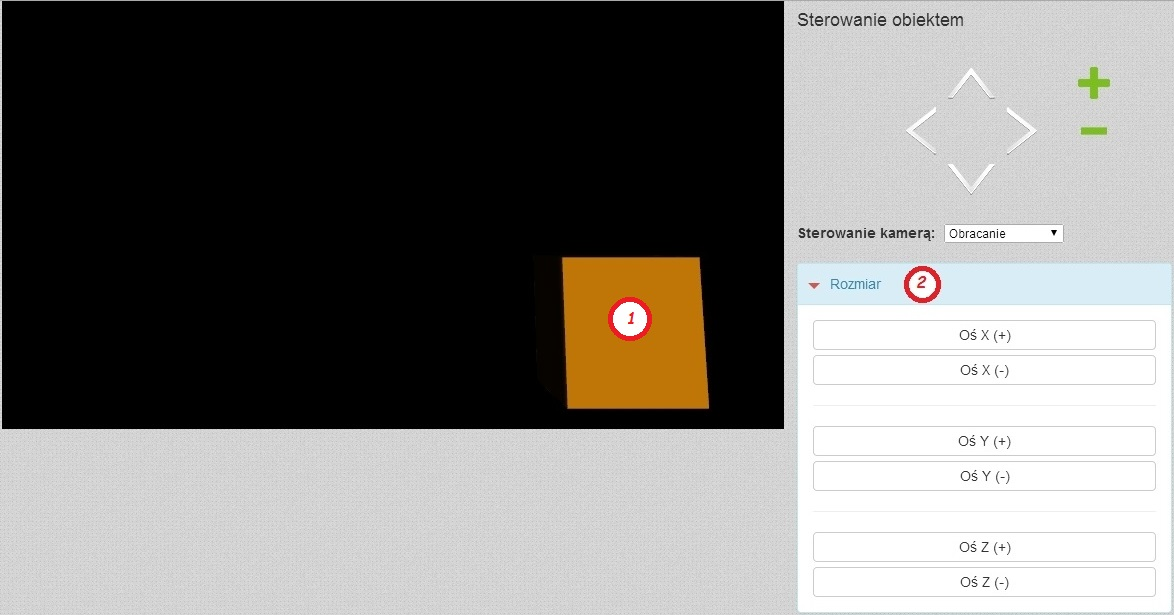 Sterowanie obiektem
Sterowanie kamerą: Obracanie
Rozmiar 2
1
Oś X (+)
Oś X (-)
Oś Y (+)
Oś Y (-)
Oś Z (+)
Oś Z (-)